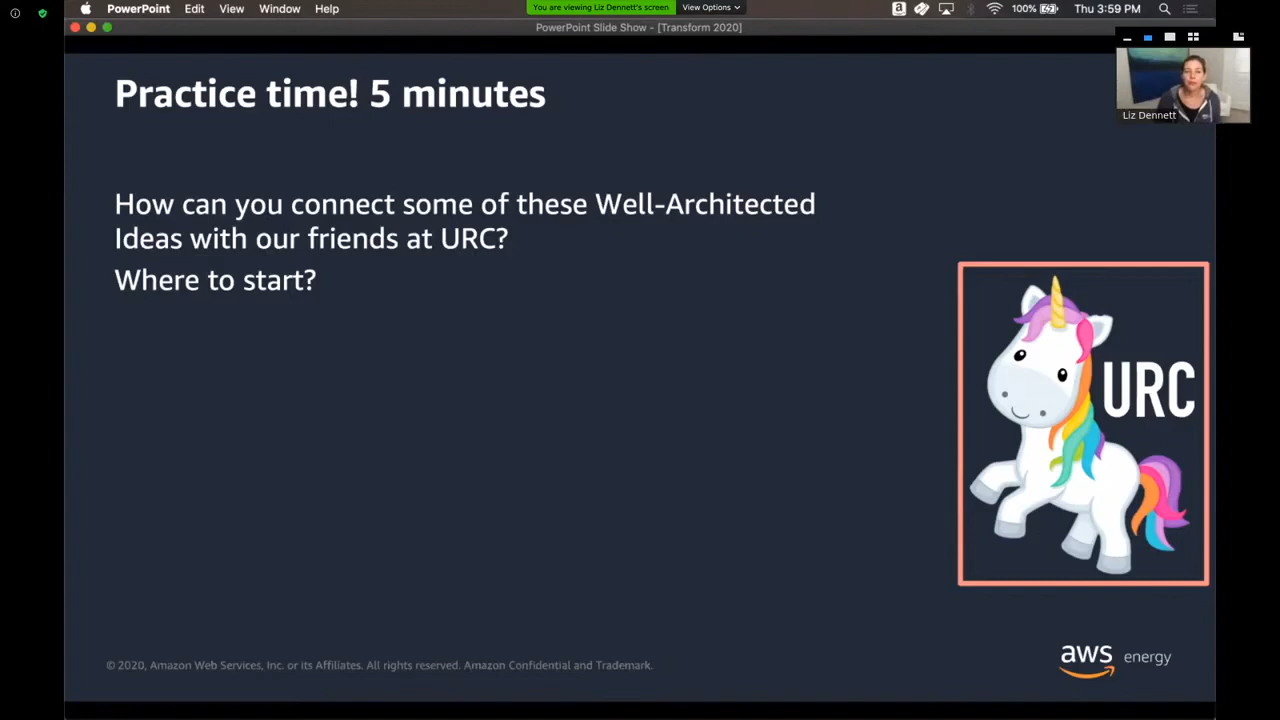 PowerPoint Edit View Window Help
You are viewing Liz Dennett's screen View Options
100% Thu 3:59 PM
PowerPoint Slide Show - [Transform 2020]
Liz Dennett
Practice time! 5 minutes
How can you connect some of these Well-Architected
Ideas with our friends at URC?
Where to start?
URC
© 2020, Amazon Web Services, Inc. or its Affiliates. All rights reserved. Amazon Confidential and Trademark.
aws energy